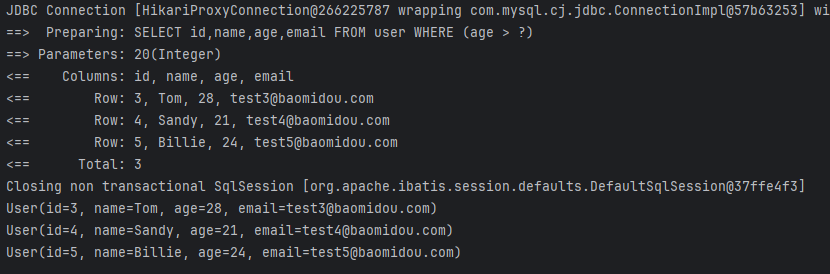 JDBC Connection [HikariProxyConnection@266225787 wrapping com.mysql.cj.jdbc.ConnectionImpl@57b63253] wi
==>  Preparing: SELECT id,name,age,email FROM user WHERE (age > ?)
==> Parameters: 20(Integer)
<==    Columns: id, name, age, email
<==        Row: 3, Tom, 28, test3@baomidou.com
<==        Row: 4, Sandy, 21, test4@baomidou.com
<==        Row: 5, Billie, 24, test5@baomidou.com
<==      Total: 3
Closing non transactional SqlSession [org.apache.ibatis.session.defaults.DefaultSqlSession@37ffe4f3]
User(id=3, name=Tom, age=28, email=test3@baomidou.com)
User(id=4, name=Sandy, age=21, email=test4@baomidou.com)
User(id=5, name=Billie, age=24, email=test5@baomidou.com)